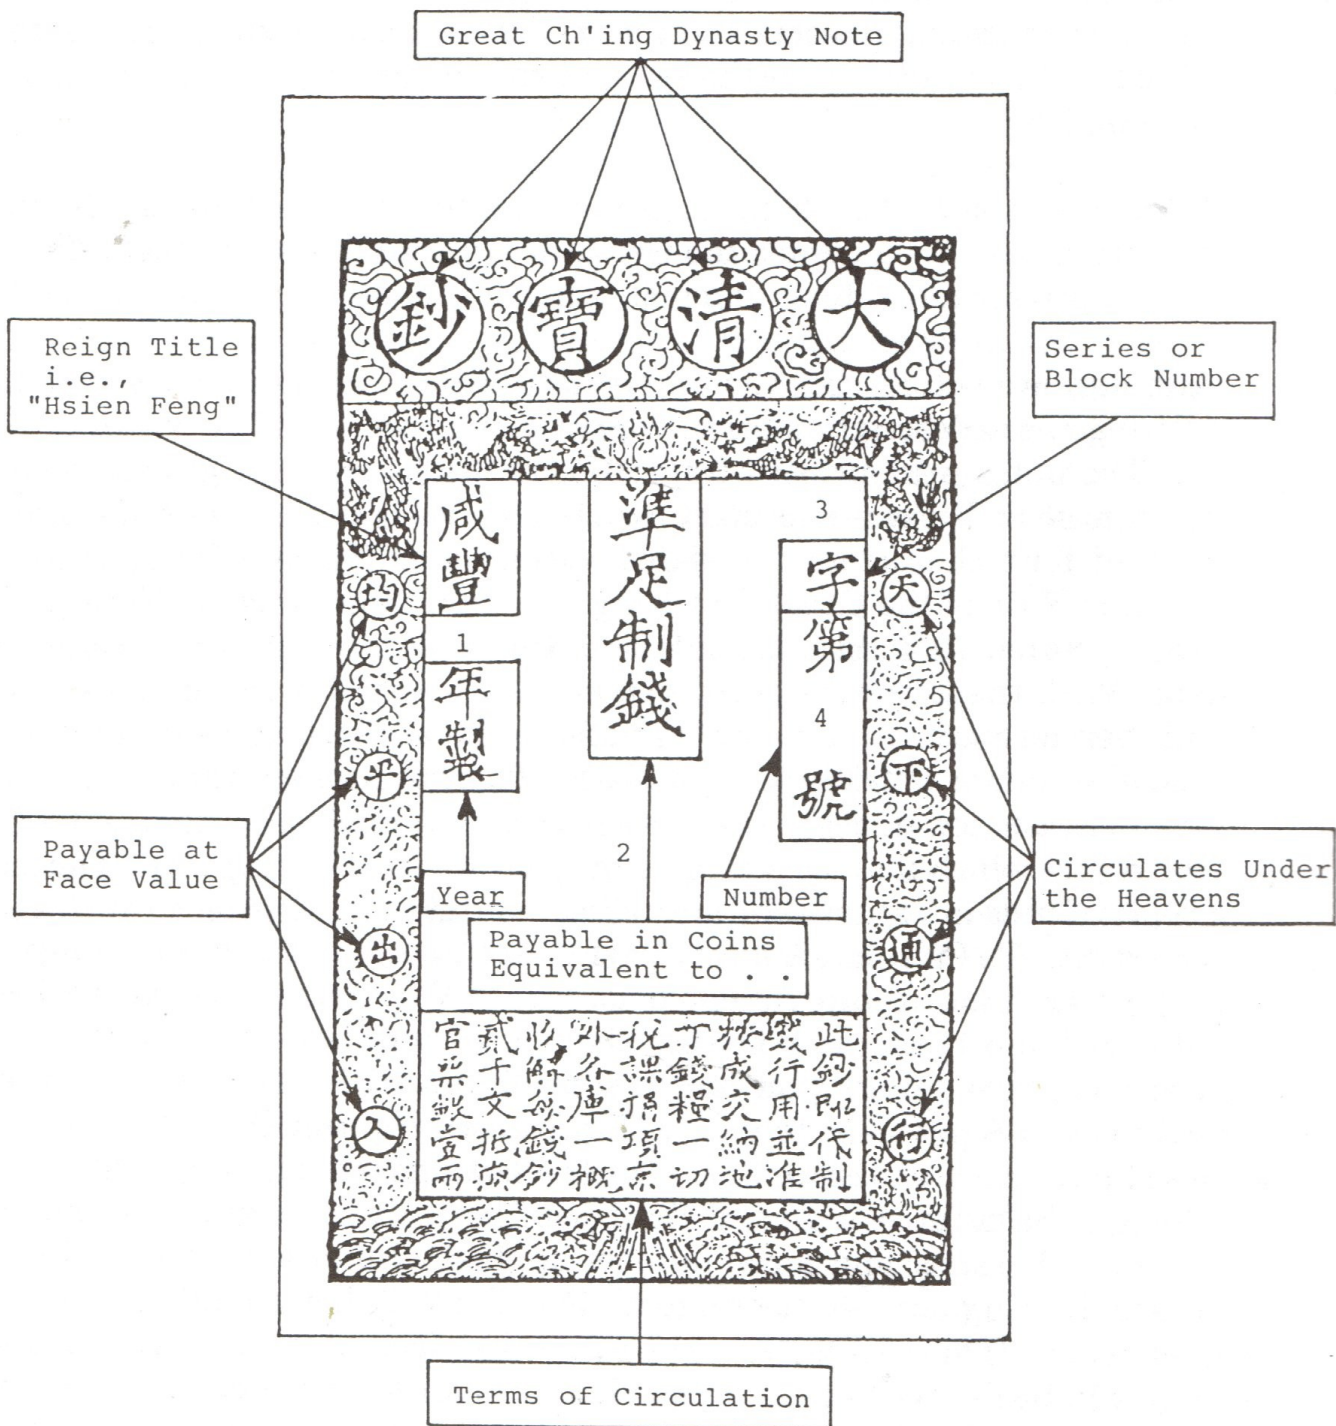 Great Ch'ing Dynasty Note
大清寶鈔
Reign Title
i.e.,
"Hsien Feng"
Series or
Block Number
3
字
第
4
號
準足制錢
2
咸豐
1
年製
天下通行
均平出入
Year
Number
Payable in Coins
Equivalent to . .
Payable at
Face Value
Circulates Under
the Heavens
此鈔即代制
錢行用並准
按成交納地
丁錢糧一切
稅課捐項京
外各庫一概
收解每錢鈔
貳千文抵換
官票銀壹兩
Terms of Circulation